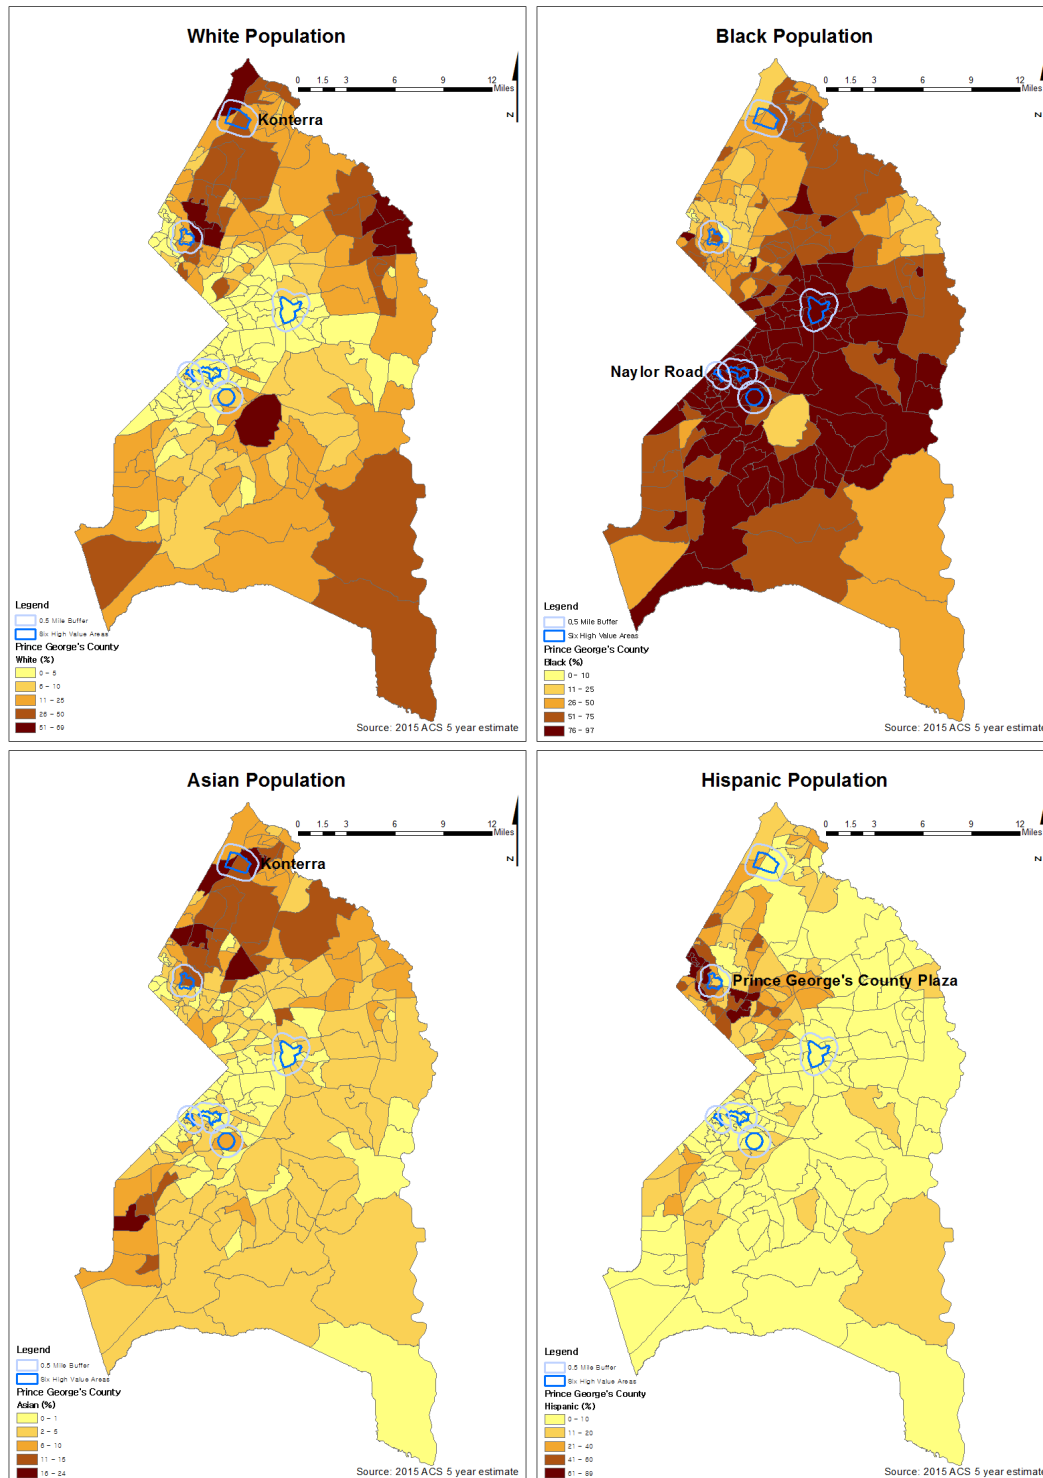 White Population
0 1.5 3 6 9 12
Miles
N
Konterra
Legend
0.5 Mile Buffer
Six High Value Areas
Prince George's County
White (%)
0 - 5
6 - 10
11 - 25
26 - 50
51 - 69
Source: 2015 ACS 5 year estimate
Black Population
0 1.5 3 6 9 12
Miles
N
Naylor Road
Legend
0.5 Mile Buffer
Six High Value Areas
Prince George's County
Black (%)
0 - 10
11 - 25
26 - 50
51 - 75
76 - 97
Source: 2015 ACS 5 year estimate
Asian Population
0 1.5 3 6 9 12
Miles
N
Konterra
Legend
0.5 Mile Buffer
Six High Value Areas
Prince George's County
Asian (%)
0 - 1
2 - 5
6 - 10
11 - 15
16 - 24
Source: 2015 ACS 5 year estimate
Hispanic Population
0 1.5 3 6 9 12
Miles
N
Prince George's County Plaza
Legend
0.5 Mile Buffer
Six High Value Areas
Prince George's County
Hispanic (%)
0 - 10
11 - 20
21 - 40
41 - 60
61 - 89
Source: 2015 ACS 5 year estimate